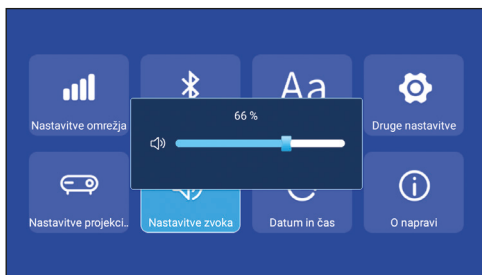 Aa
66 %
Nastavitve omrežja
Druge nastavitve
Nastavitve projekci..
Nastavitve zvoka
Datum in čas
O napravi